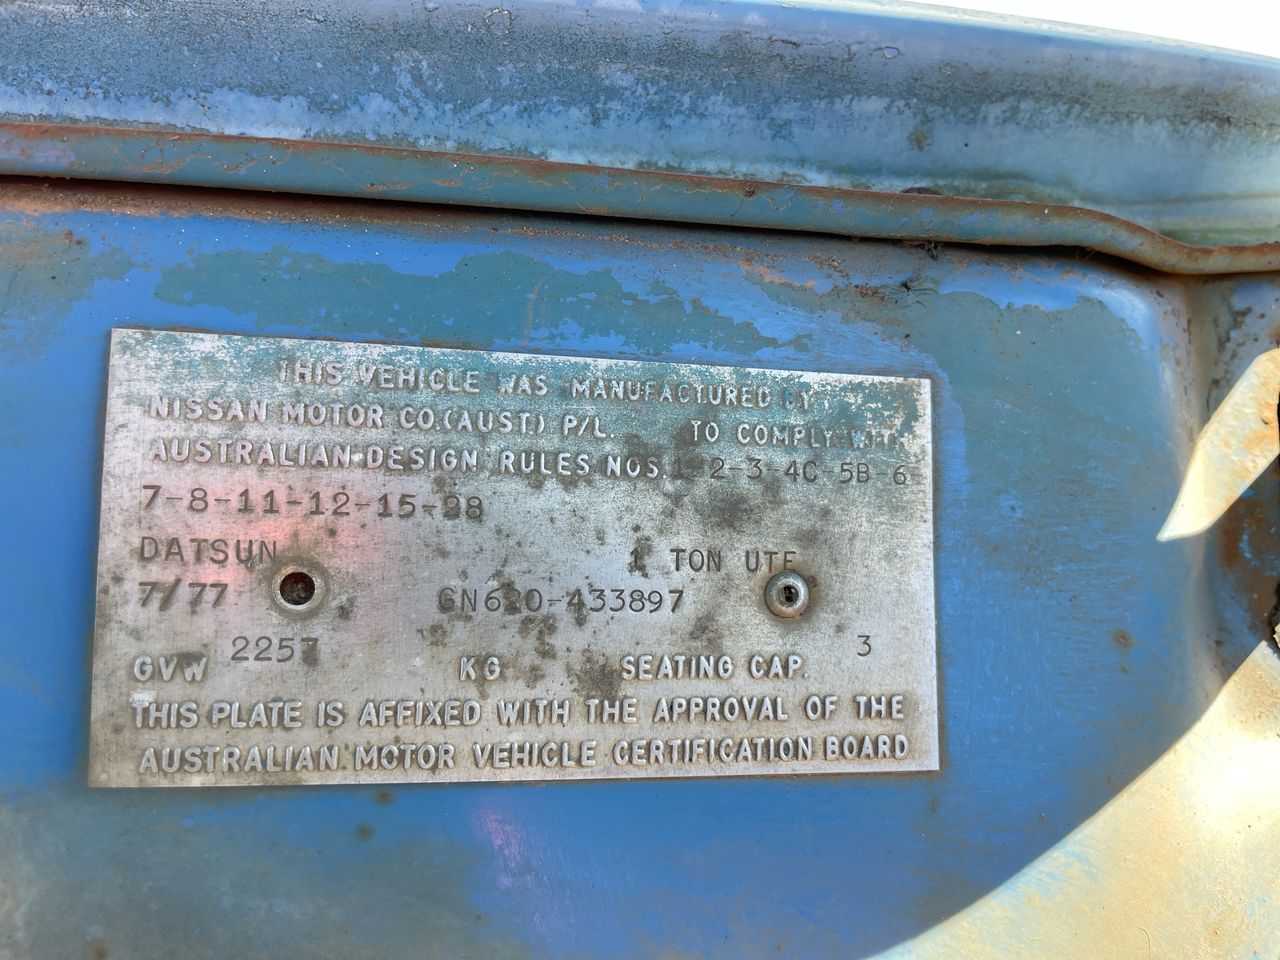 THIS VEHICLE WAS MANUFACTURED BY
NISSAN MOTOR CO.(AUST.) P/L. TO COMPLY WITH
AUSTRALIAN DESIGN RULES NOS. 1-2-3-4C-5B-6-
7-8-11-12-15-28
DATSUN 1 TON UTE
7/77 GN620-433897
GVW 2257 KG SEATING CAP. 3
THIS PLATE IS AFFIXED WITH THE APPROVAL OF THE
AUSTRALIAN MOTOR VEHICLE CERTIFICATION BOARD